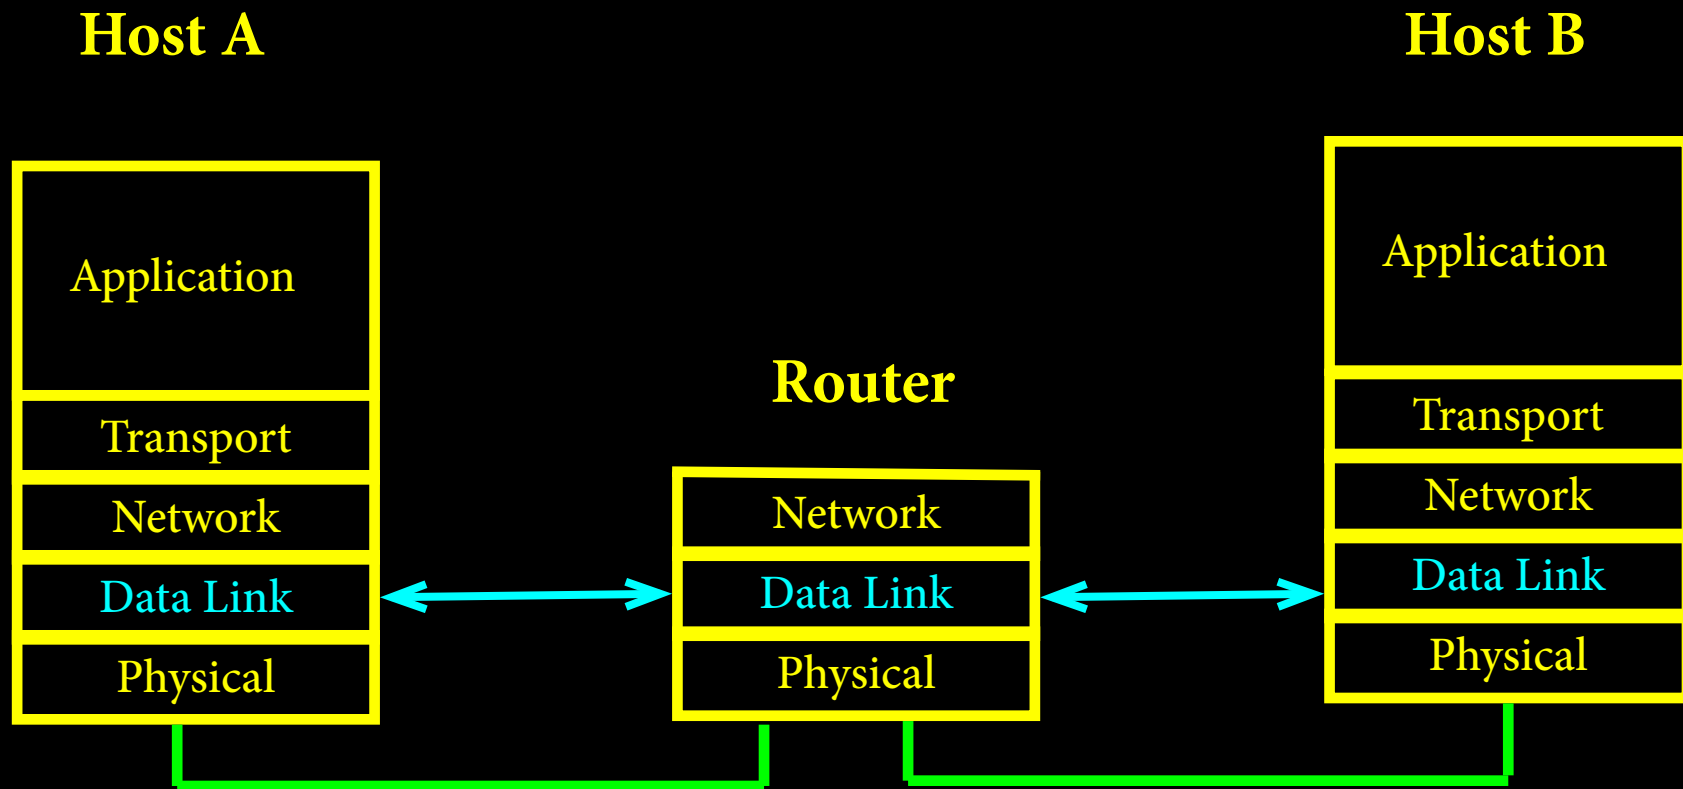 Host A
Host B
Application
Transport
Network
Data Link
Physical
Router
Network
Data Link
Physical
Application
Transport
Network
Data Link
Physical